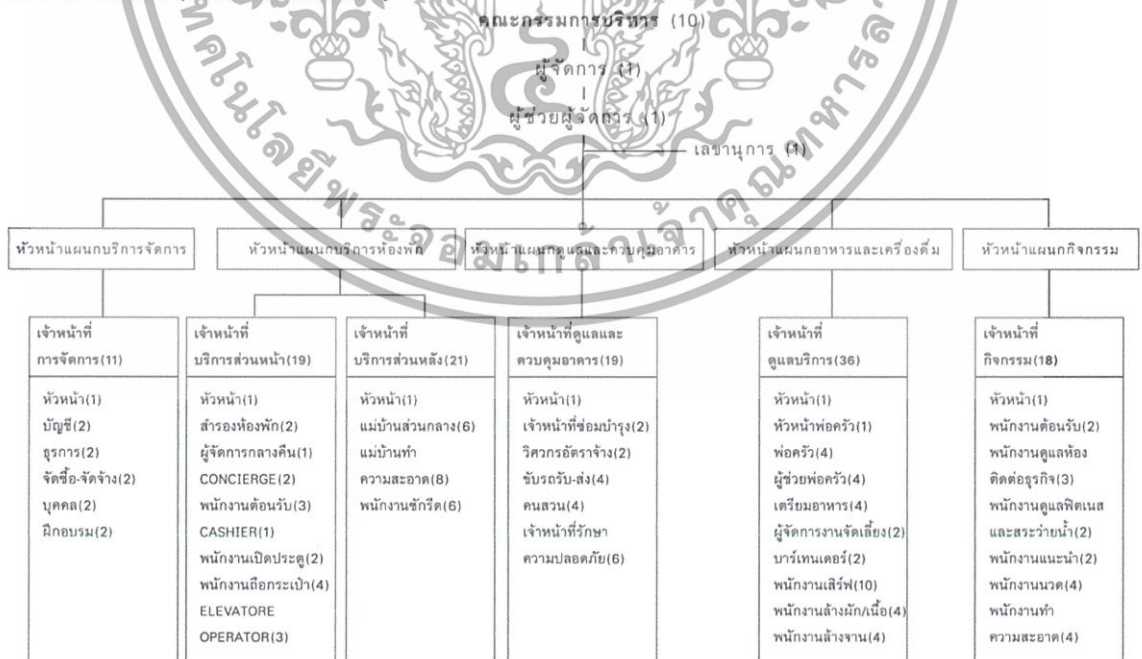 คณะกรรมการบริหาร (10)
ผู้จัดการ (1)
ผู้ช่วยผู้จัดการ (1)
เลขานุการ (1)
หัวหน้าแผนกบริการจัดการ
หัวหน้าแผนกบริการห้องพัก
หัวหน้าแผนกดูแลและควบคุมอาคาร
หัวหน้าแผนกอาหารและเครื่องดื่ม
หัวหน้าแผนกกิจกรรม
เจ้าหน้าที่
การจัดการ(11)
หัวหน้า(1)
บัญชี(2)
ธุรการ(2)
จัดซื้อ-จัดจ้าง(2)
บุคคล(2)
ฝึกอบรม(2)
เจ้าหน้าที่
บริการส่วนหน้า(19)
หัวหน้า(1)
สำรองห้องพัก(2)
ผู้จัดการกลางคืน(1)
CONCIERGE(2)
พนักงานต้อนรับ(3)
CASHIER(1)
พนักงานเปิดประตู(2)
พนักงานถือกระเป๋า(4)
ELEVATORE
OPERATOR(3)
เจ้าหน้าที่
บริการส่วนหลัง(21)
หัวหน้า(1)
แม่บ้านส่วนกลาง(6)
แม่บ้านทำ
ความสะอาด(8)
พนักงานซักรีด(6)
เจ้าหน้าที่ดูแลและ
ควบคุมอาคาร(19)
หัวหน้า(1)
เจ้าหน้าที่ซ่อมบำรุง(2)
วิศวกรอัตราจ้าง(2)
ขับรถรับ-ส่ง(4)
คนสวน(4)
เจ้าหน้าที่รักษา
ความปลอดภัย(6)
เจ้าหน้าที่
ดูแลบริการ(36)
หัวหน้า(1)
หัวหน้าพ่อครัว(1)
พ่อครัว(4)
ผู้ช่วยพ่อครัว(4)
เตรียมอาหาร(4)
ผู้จัดการงานจัดเลี้ยง(2)
บาร์เทนเดอร์(2)
พนักงานเสิร์ฟ(10)
พนักงานล้างผัก/เนื้อ(4)
พนักงานล้างจาน(4)
เจ้าหน้าที่
กิจกรรม(18)
หัวหน้า(1)
พนักงานต้อนรับ(2)
พนักงานดูแลห้อง
ติดต่อธุรกิจ(3)
พนักงานดูแลฟิตเนส
และสระว่ายน้ำ(2)
พนักงานแนะนำ(2)
พนักงานนวด(4)
พนักงานทำ
ความสะอาด(4)
เทคโนโลยีพระจอมเกล้าเจ้าคุณทหารล